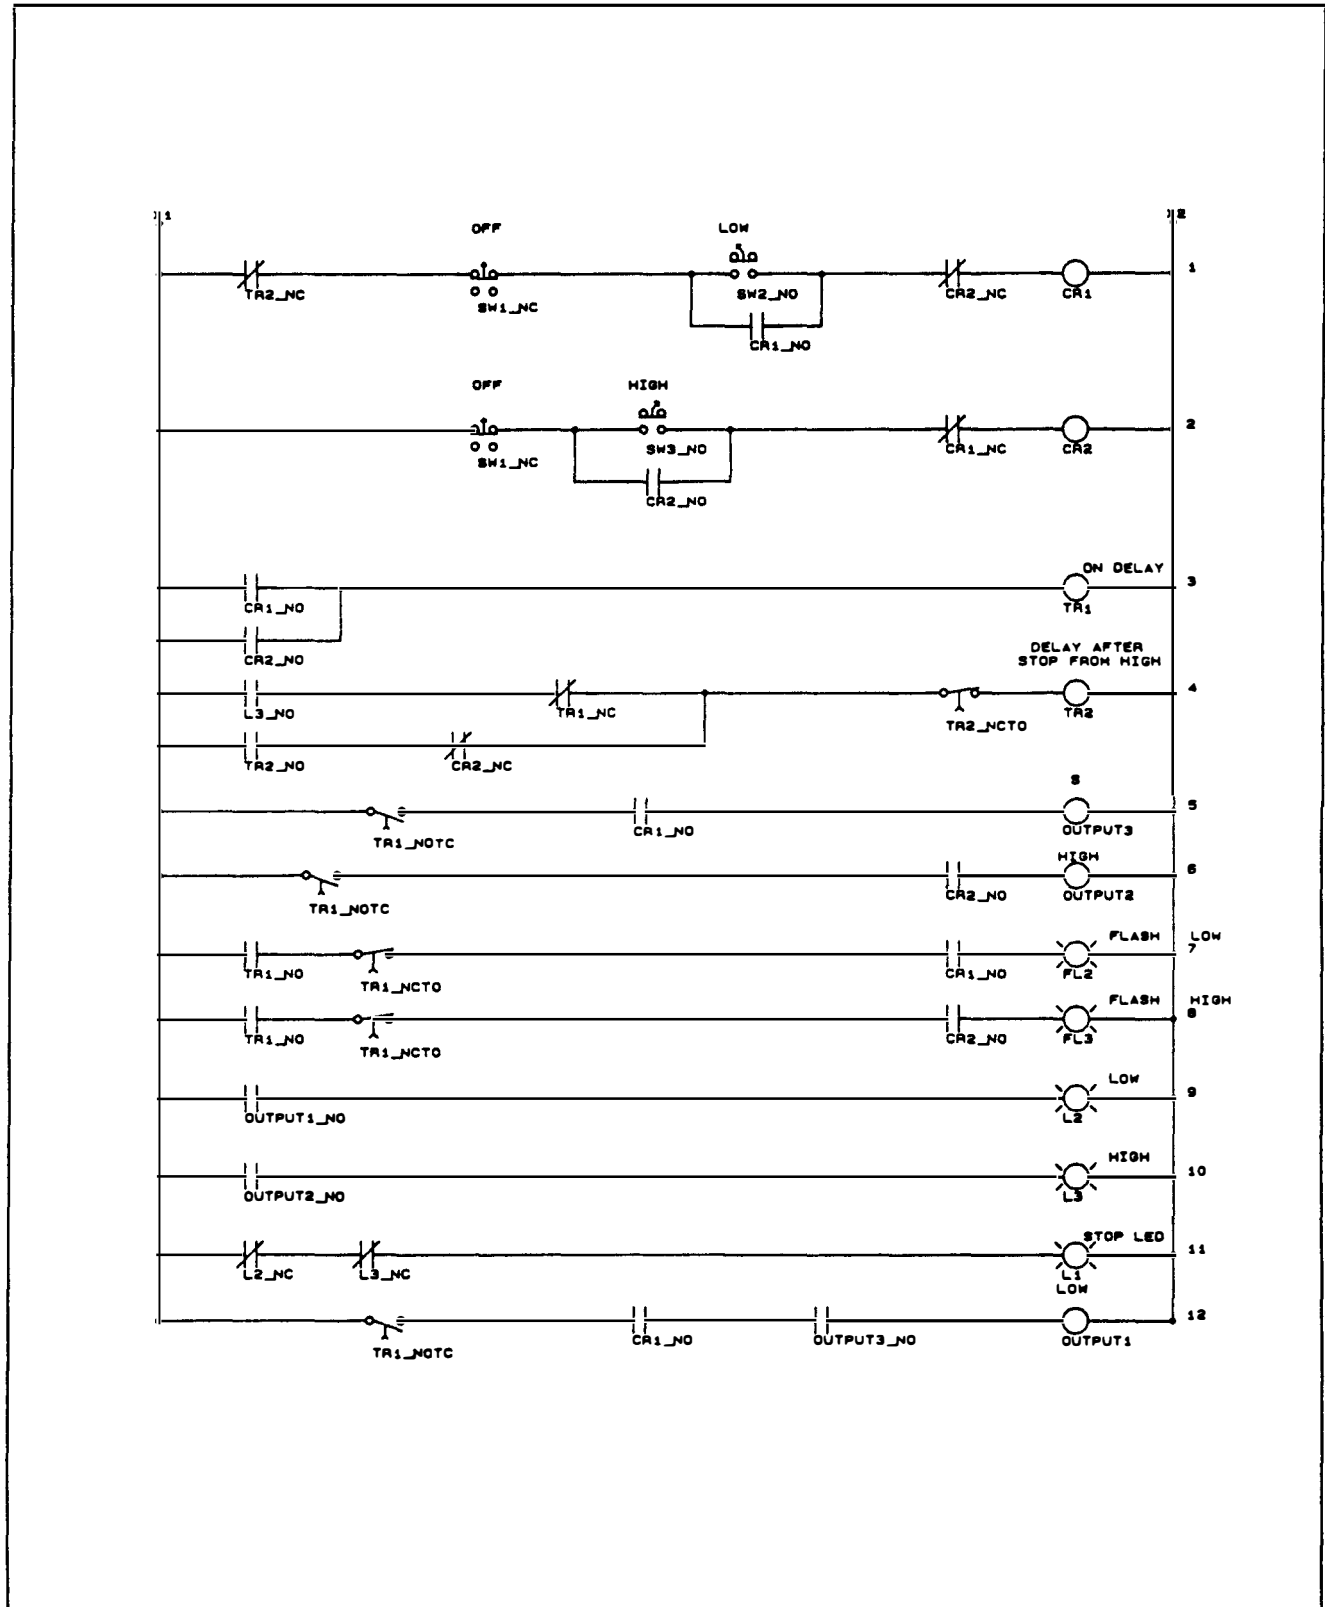 1 2
OFF LOW
1
TR2_NC SW1_NC SW2_NO CR2_NC CR1
CR1_NO
OFF HIGH
2
SW1_NC SW3_NO CR1_NC CR2
CR2_NO
ON DELAY
3
CR1_NO TR1
CR2_NO
DELAY AFTER
STOP FROM HIGH
4
L3_NO TR1_NC TR2_NCTO TR2
TR2_NO CR2_NC
S
5
TR1_NOTC CR1_NO OUTPUT3
HIGH
6
TR1_NOTC CR2_NO OUTPUT2
FLASH LOW
7
TR1_NO TR1_NCTO CR1_NO FL2
FLASH HIGH
8
TR1_NO TR1_NCTO CR2_NO FL3
LOW
9
OUTPUT1_NO L2
HIGH
10
OUTPUT2_NO L3
STOP LED
11
L2_NC L3_NC L1
LOW
12
TR1_NOTC CR1_NO OUTPUT3_NO OUTPUT1